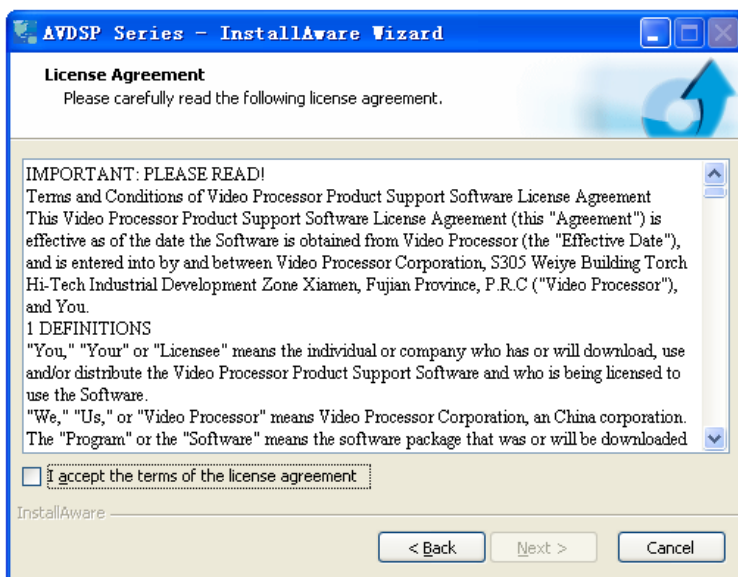 AVDSP Series - InstallAware Wizard
License Agreement
Please carefully read the following license agreement.
IMPORTANT: PLEASE READ!
Terms and Conditions of Video Processor Product Support Software License Agreement
This Video Processor Product Support Software License Agreement (this "Agreement") is
effective as of the date the Software is obtained from Video Processor (the "Effective Date"),
and is entered into by and between Video Processor Corporation, S305 Weiye Building Torch
Hi-Tech Industrial Development Zone Xiamen, Fujian Province, P.R.C ("Video Processor"),
and You.
1 DEFINITIONS
"You," "Your" or "Licensee" means the individual or company who has or will download, use
and/or distribute the Video Processor Product Support Software and who is being licensed to
use the Software.
"We," "Us," or "Video Processor" means Video Processor Corporation, an China corporation.
The "Program" or the "Software" means the software package that was or will be downloaded
I accept the terms of the license agreement
InstallAware
< Back Next > Cancel